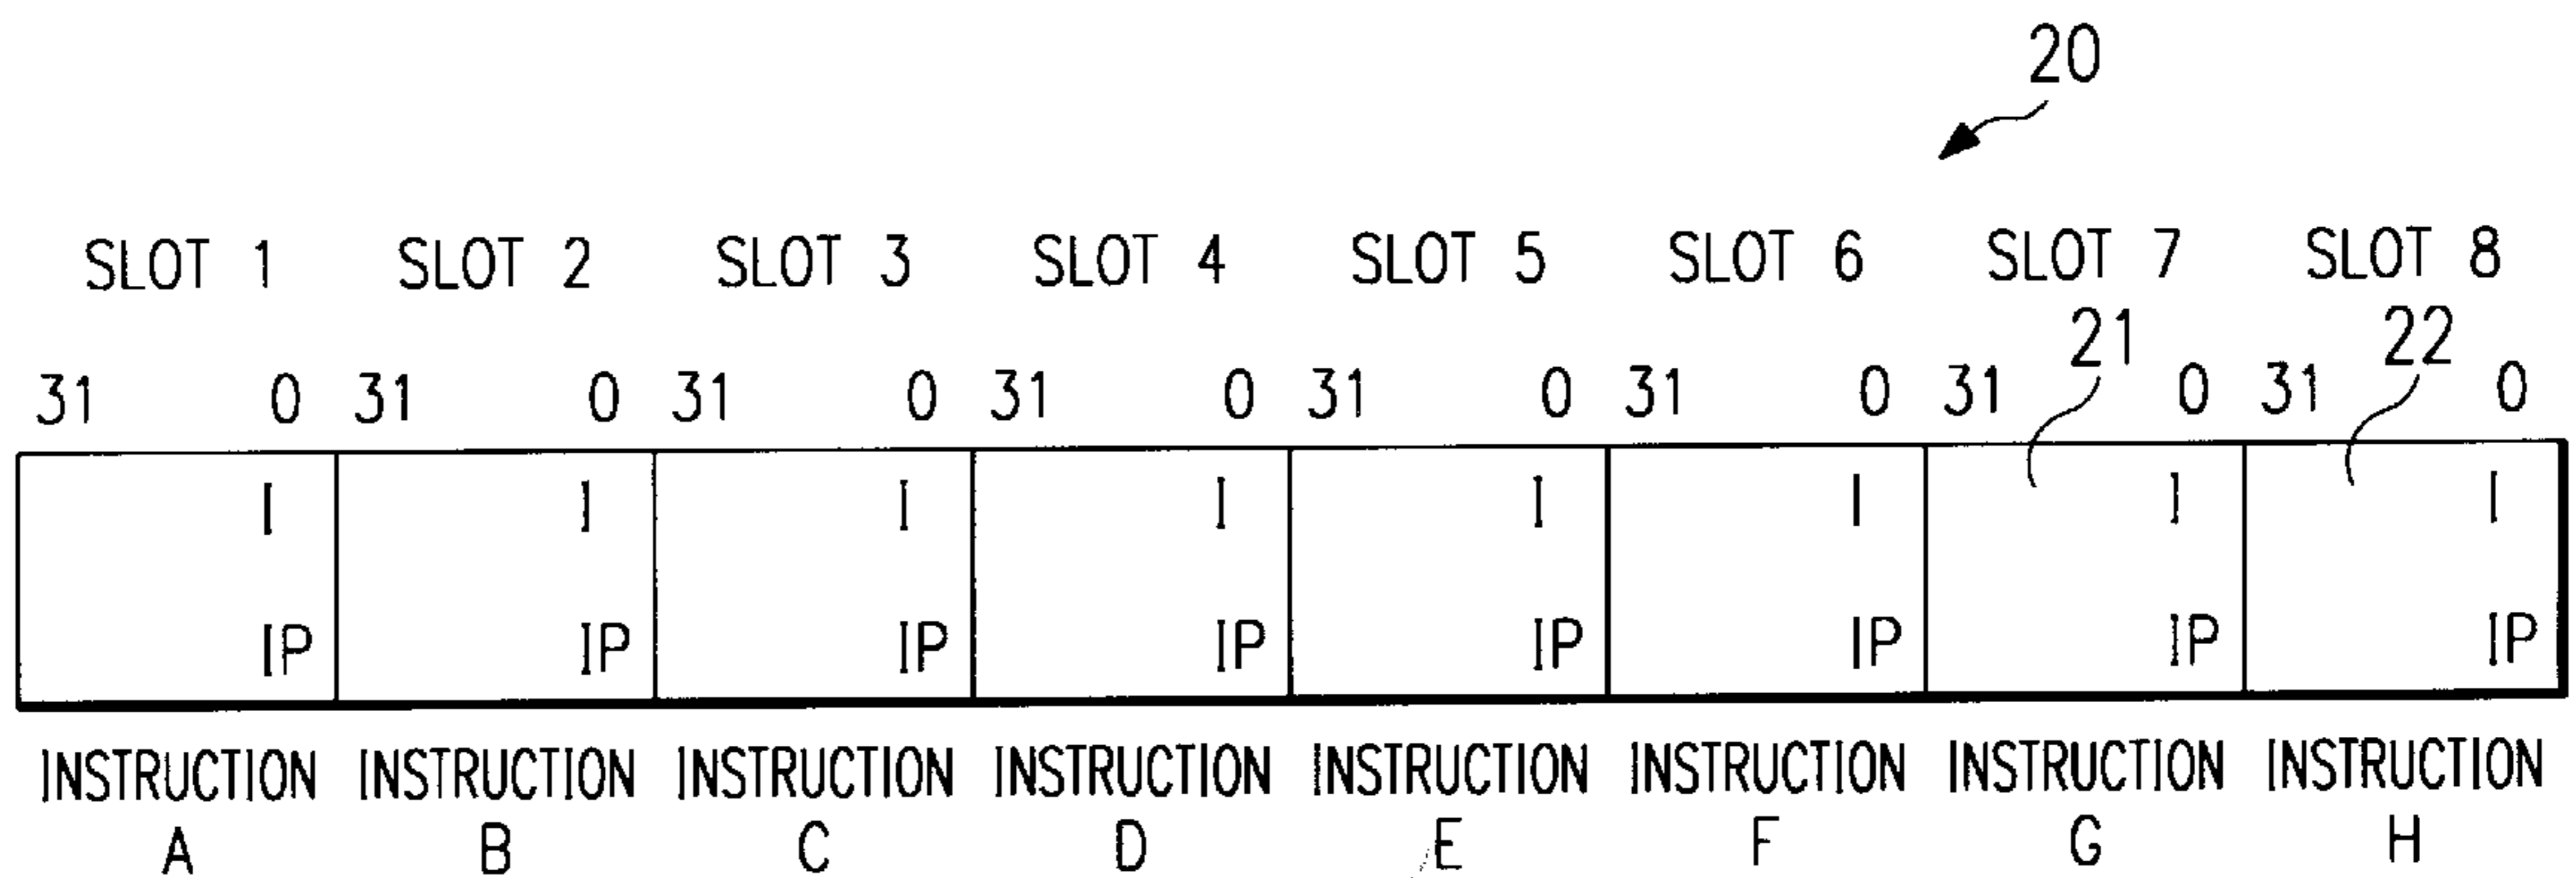 20
SLOT 1 SLOT 2 SLOT 3 SLOT 4 SLOT 5 SLOT 6 SLOT 7 SLOT 8
21 22
31 0 31 0 31 0 31 0 31 0 31 0 31 0 31 0
I I I I I I I I
IP IP IP IP IP IP IP IP
INSTRUCTION INSTRUCTION INSTRUCTION INSTRUCTION INSTRUCTION INSTRUCTION INSTRUCTION INSTRUCTION
A B C D E F G H